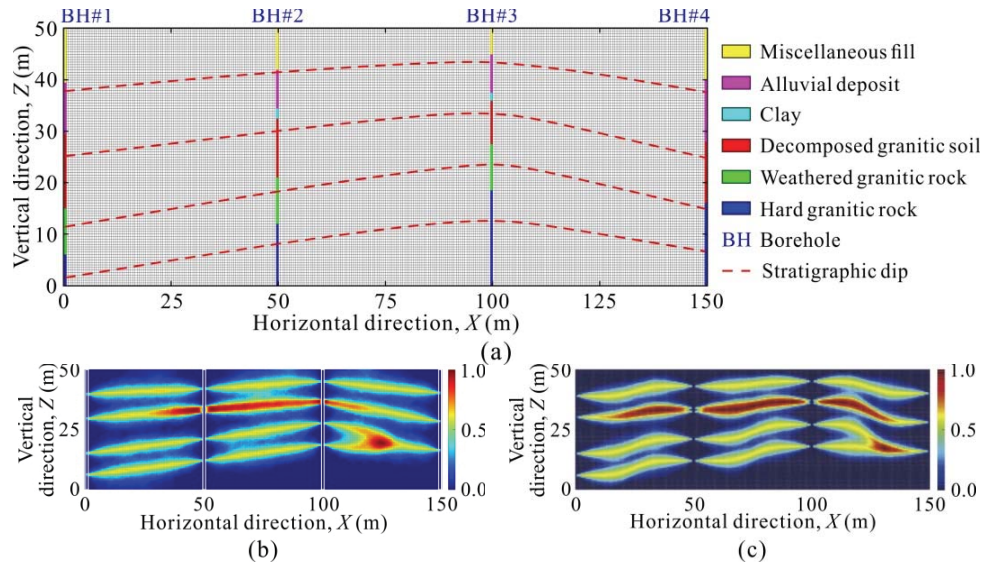 BH#1 BH#2 BH#3 BH#4
50
40
30
20
10
0
Vertical direction, Z (m)
0 25 50 75 100 125 150
Horizontal direction, X (m)
Miscellaneous fill
Alluvial deposit
Clay
Decomposed granitic soil
Weathered granitic rock
Hard granitic rock
BH Borehole
Stratigraphic dip
(a)
50
25
0
Vertical
direction, Z (m)
0 50 100 150
Horizontal direction, X (m)
1.0
0.5
0.0
(b)
50
25
0
Vertical
direction, Z (m)
0 50 100 150
Horizontal direction, X (m)
1.0
0.5
0.0
(c)